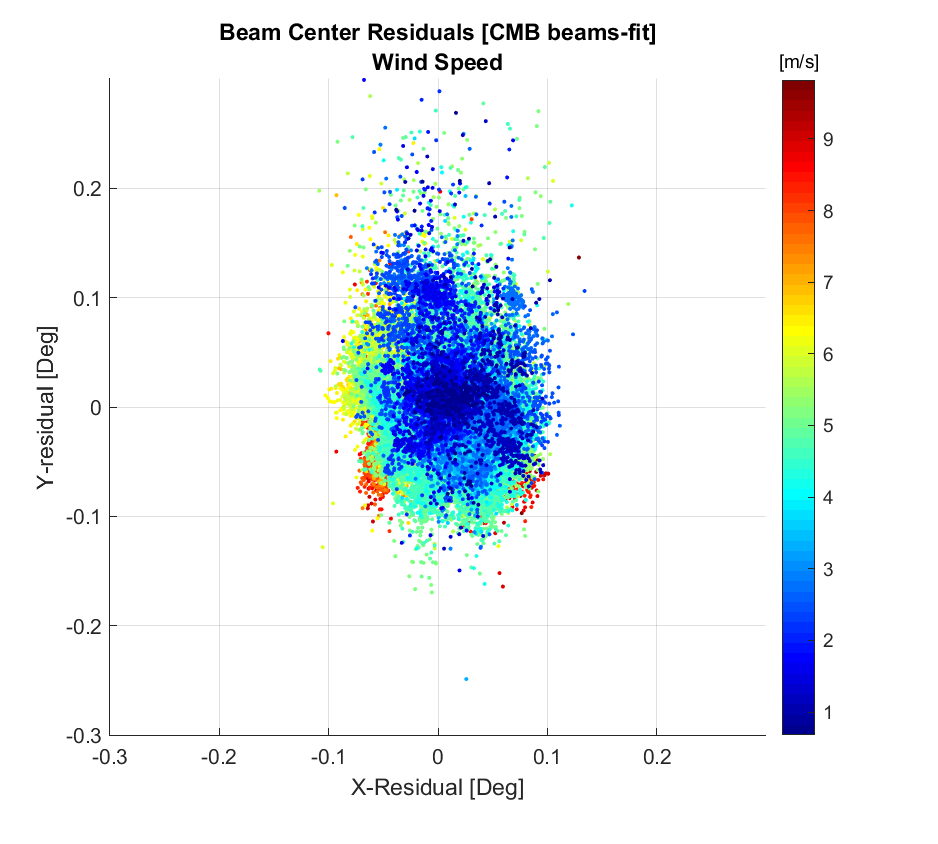 Beam Center Residuals [CMB beams-fit]
Wind Speed
[m/s]
9
8
7
6
5
4
3
2
1
Y-residual [Deg]
0.2
0.1
0
-0.1
-0.2
-0.3
-0.3 -0.2 -0.1 0 0.1 0.2
X-Residual [Deg]